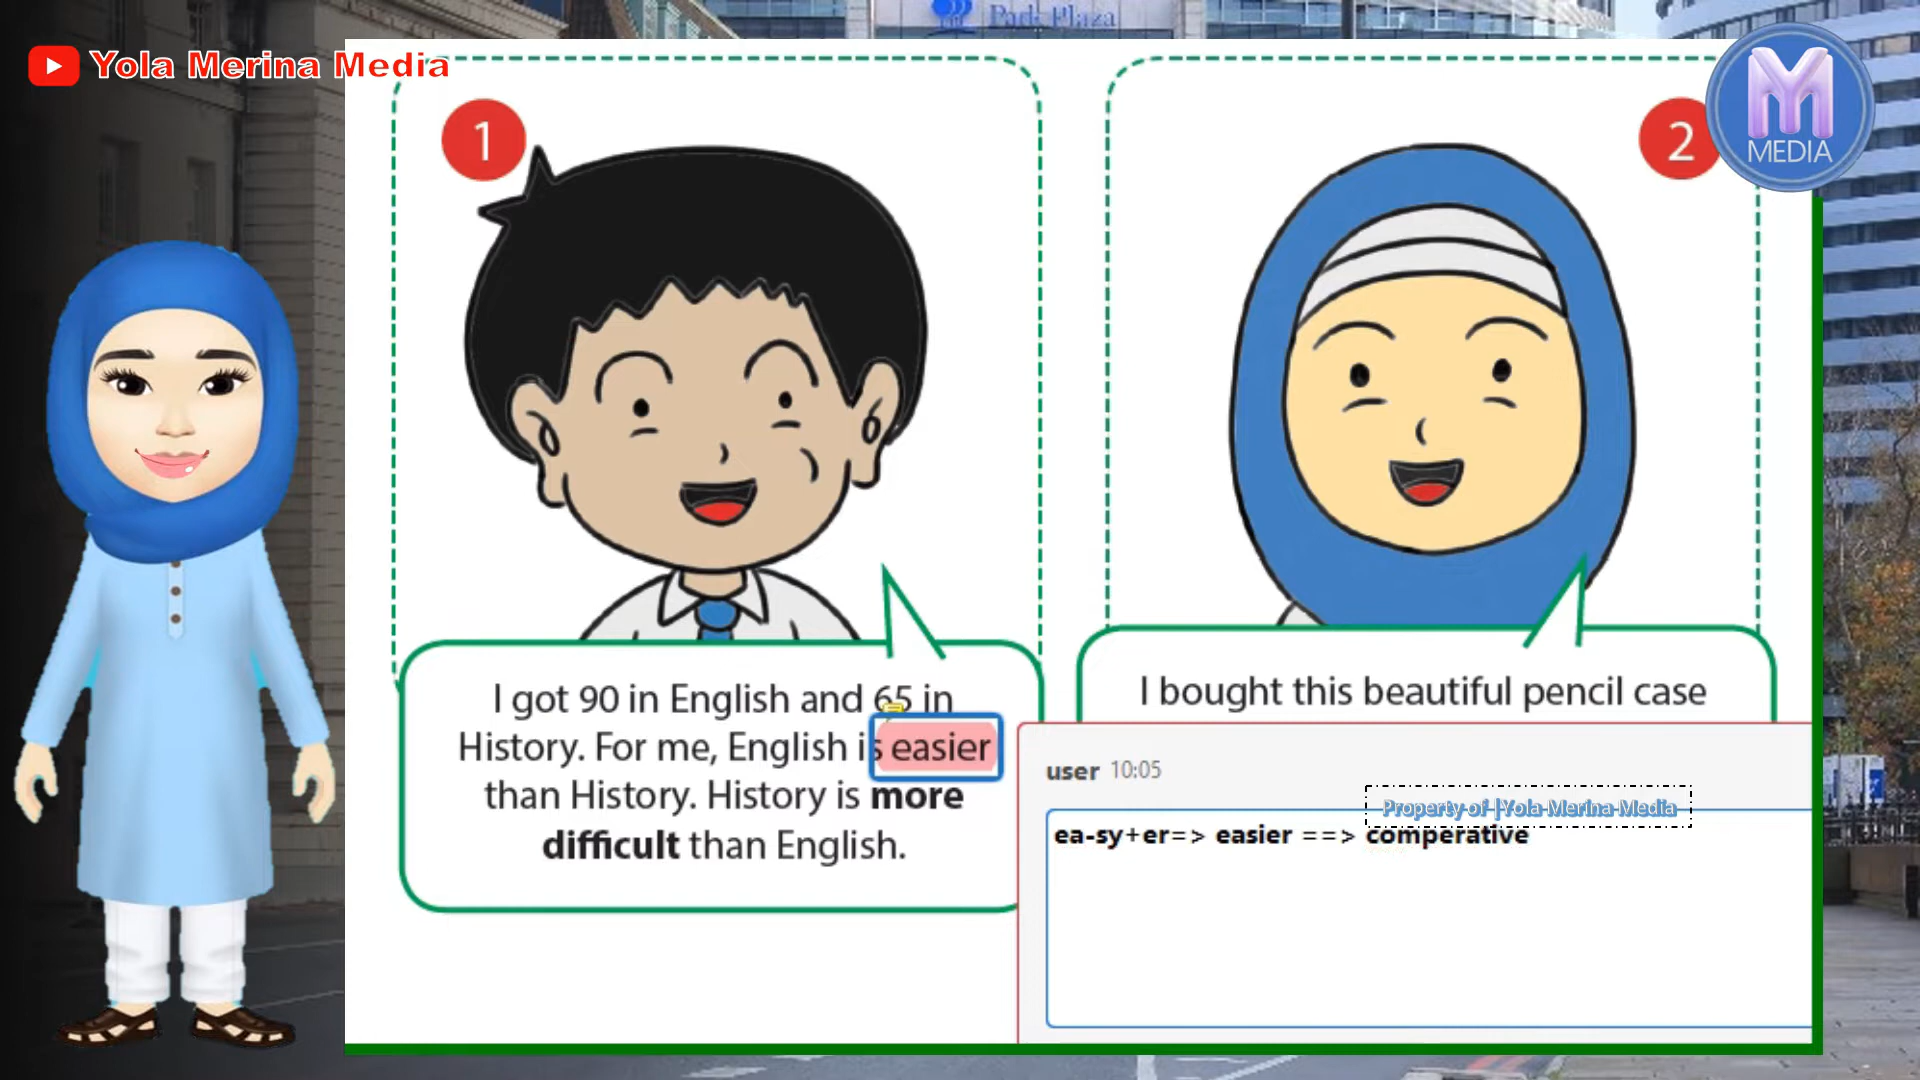 Park Plaza
Yola Merina Media
M
MEDIA
1
2
I got 90 in English and 65 in
History. For me, English is easier
than History. History is more
difficult than English.
I bought this beautiful pencil case
user 10:05
Property of |Yola Merina Media
ea-sy+er=> easier ==> comperative